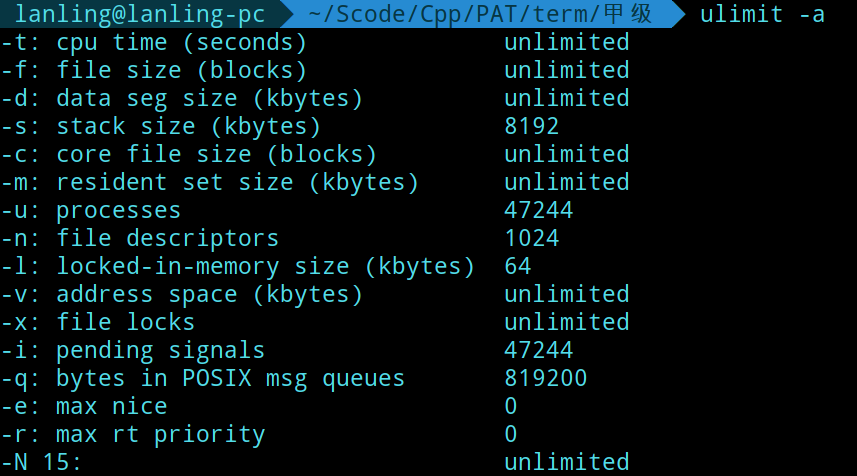 lanling@lanling-pc ~/Scode/Cpp/PAT/term/甲级 ulimit -a
-t: cpu time (seconds) unlimited
-f: file size (blocks) unlimited
-d: data seg size (kbytes) unlimited
-s: stack size (kbytes) 8192
-c: core file size (blocks) unlimited
-m: resident set size (kbytes) unlimited
-u: processes 47244
-n: file descriptors 1024
-l: locked-in-memory size (kbytes) 64
-v: address space (kbytes) unlimited
-x: file locks unlimited
-i: pending signals 47244
-q: bytes in POSIX msg queues 819200
-e: max nice 0
-r: max rt priority 0
-N 15: unlimited